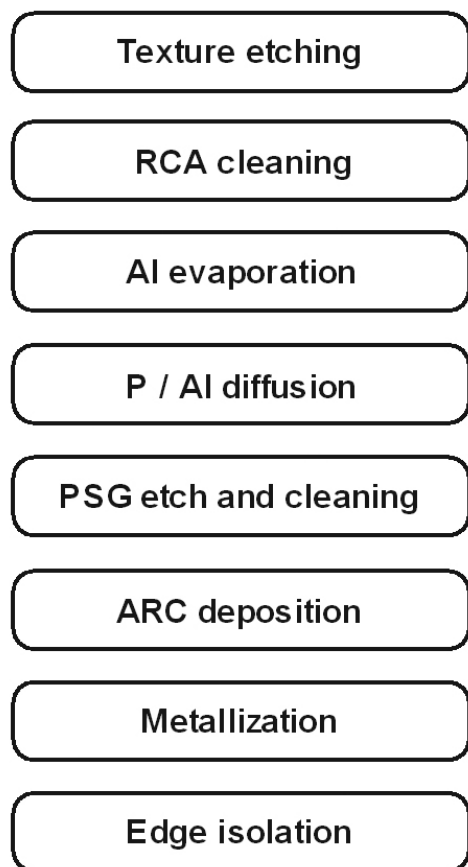 Texture etching
RCA cleaning
Al evaporation
P / Al diffusion
PSG etch and cleaning
ARC deposition
Metallization
Edge isolation